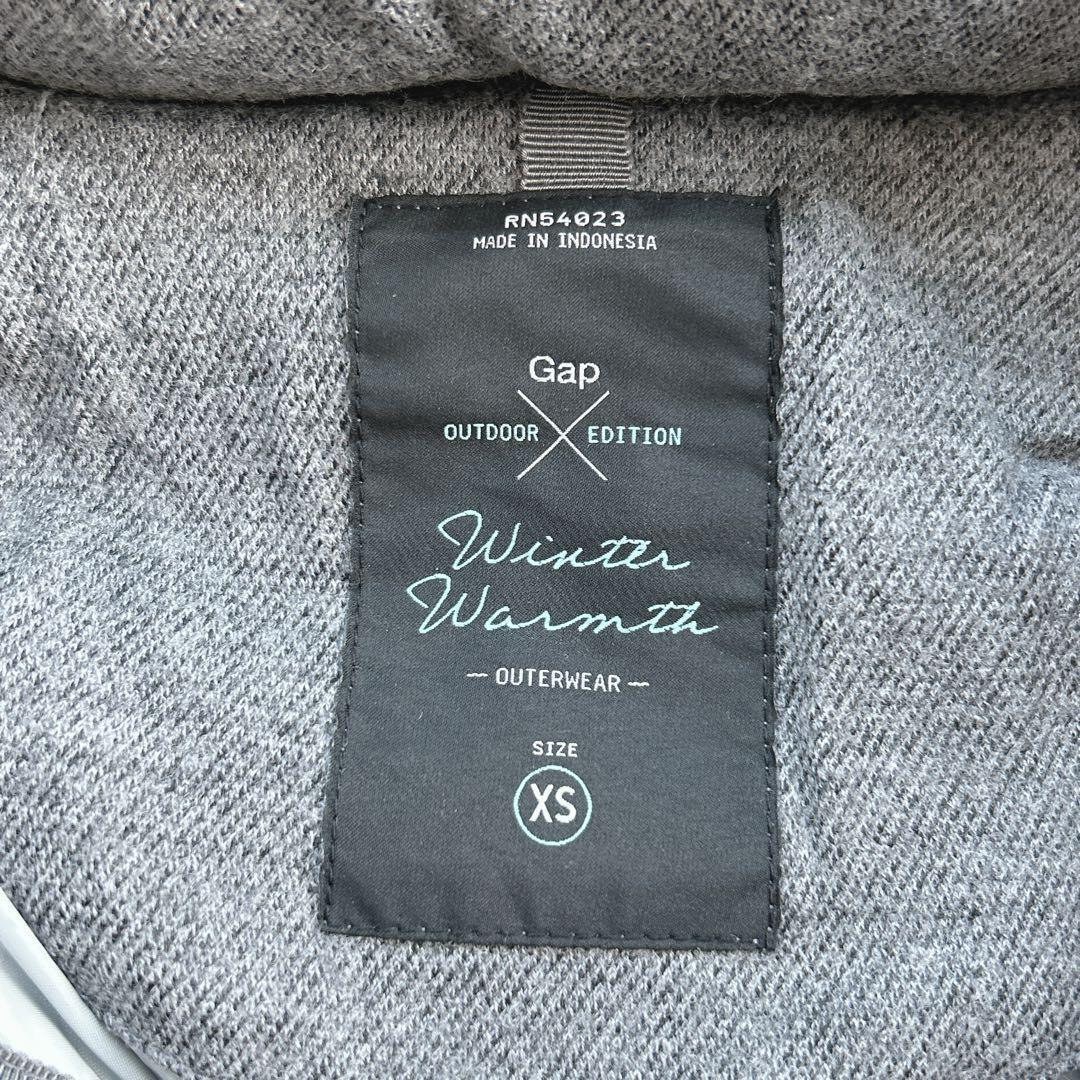 RN54023
MADE IN INDONESIA
Gap
OUTDOOR EDITION
Winter
Warmth
— OUTERWEAR —
SIZE
XS